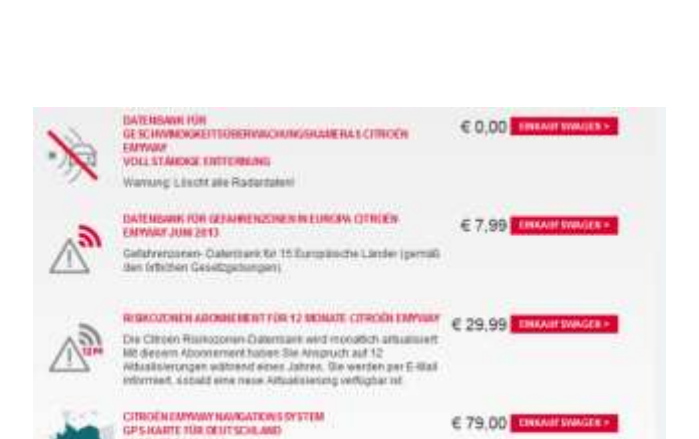 DATENBANK FÜR
GESCHWINDIGKEITSÜBERWACHUNGSKAMERAS CITROËN
EMYWAY
VOLLSTÄNDIGE ENTFERNUNG
€ 0,00 EINKAUFSWAGEN >
Warnung: Löscht alle Radardaten!
DATENBANK FÜR GEFAHRENZONEN IN EUROPA CITROËN
EMYWAY JUNI 2013
€ 7,99 EINKAUFSWAGEN >
Gefahrenzonen- Datenbank für 15 Europäische Länder (gemäß
den örtlichen Gesetzgebungen).
RISIKOZONEN ABONNEMENT FÜR 12 MONATE CITROËN EMYWAY
€ 29,99 EINKAUFSWAGEN >
Die Citroën Risikozonen-Datenbank wird monatlich aktualisiert
Mit diesem Abonnement haben Sie Anspruch auf 12
Aktualisierungen während eines Jahres. Sie werden per E-Mail
informiert, sobald eine neue Aktualisierung verfügbar ist
CITROËN EMYWAY NAVIGATIONSSYSTEM
GPS-KARTE FÜR DEUTSCHLAND
€ 79,00 EINKAUFSWAGEN >